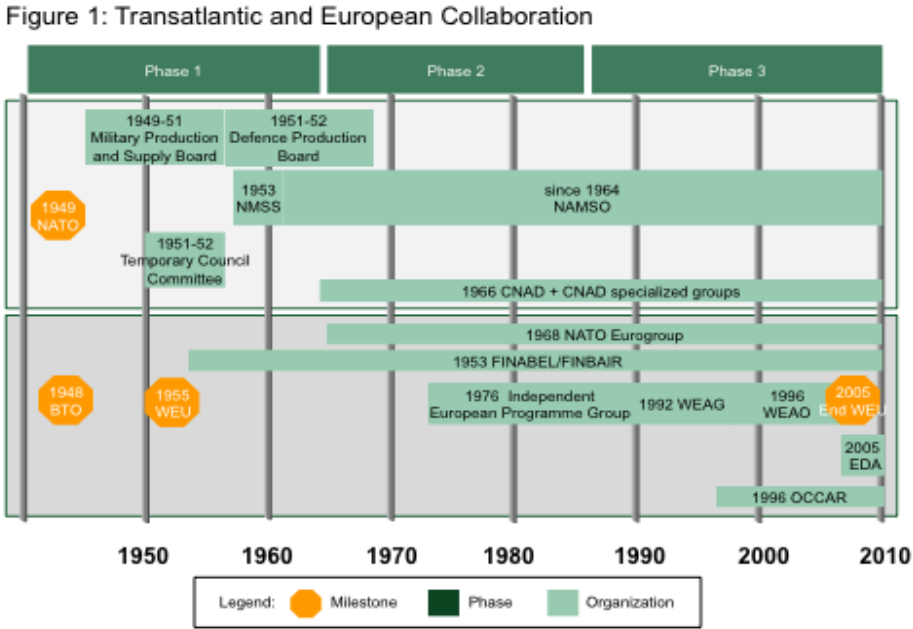 Figure 1: Transatlantic and European Collaboration
Phase 1
Phase 2
Phase 3
1949-51
Military Production
and Supply Board
1951-52
Defence Production
Board
1953
NMSS
since 1964
NAMSO
1949
NATO
1951-52
Temporary Council
Committee
1966 CNAD + CNAD specialized groups
1968 NATO Eurogroup
1953 FINABEL/FINBAIR
1948
BTO
1955
WEU
1976 Independent
European Programme Group
1992 WEAG
1996
WEAO
2005
End WEU
2005
EDA
1996 OCCAR
1950
1960
1970
1980
1990
2000
2010
Legend:
Milestone
Phase
Organization